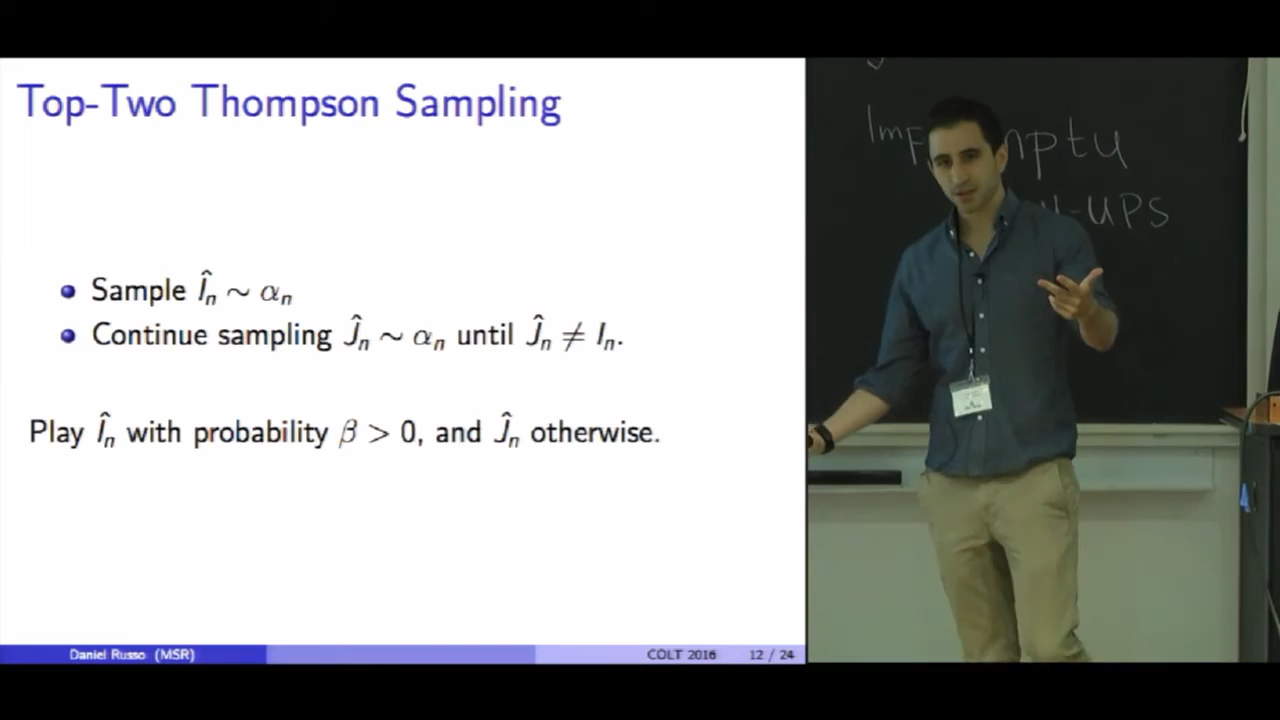 Top-Two Thompson Sampling
Sample Î_n ∼ α_n
Continue sampling Ĵ_n ∼ α_n until Ĵ_n ≠ I_n.
Play Î_n with probability β > 0, and Ĵ_n otherwise.
Daniel Russo (MSR) COLT 2016 12 / 24
-UPS